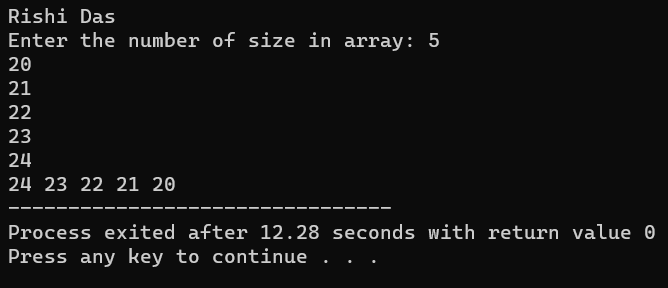 Rishi Das
Enter the number of size in array: 5
20
21
22
23
24
24 23 22 21 20
--------------------------------
Process exited after 12.28 seconds with return value 0
Press any key to continue . . .